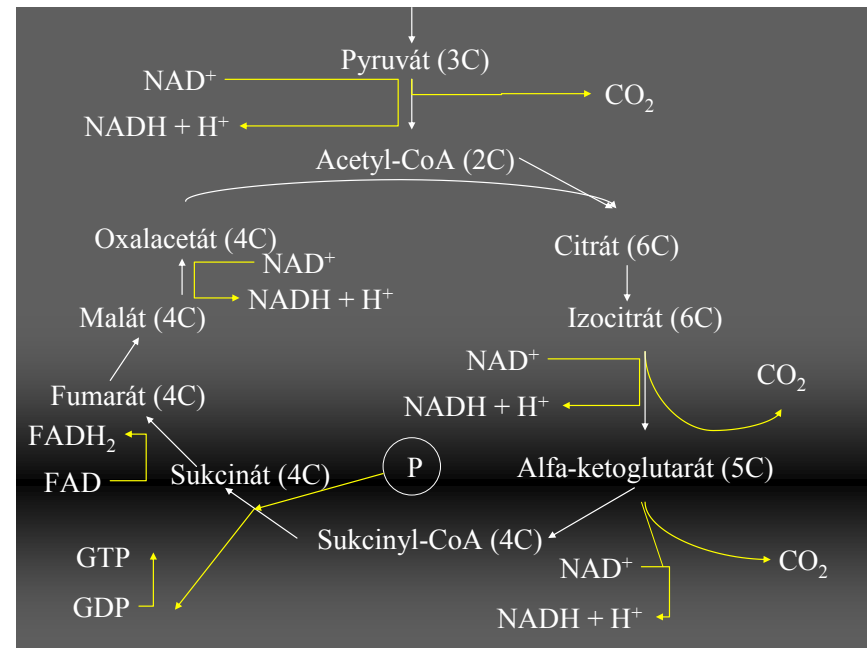 Pyruvát (3C)
NAD⁺
CO₂
NADH + H⁺
Acetyl-CoA (2C)
Oxalacetát (4C)
Citrát (6C)
NAD⁺
NADH + H⁺
Malát (4C)
Izocitrát (6C)
NAD⁺
CO₂
Fumarát (4C)
NADH + H⁺
FADH₂
P
Alfa-ketoglutarát (5C)
FAD
Sukcinát (4C)
Sukcinyl-CoA (4C)
GTP
NAD⁺
CO₂
GDP
NADH + H⁺